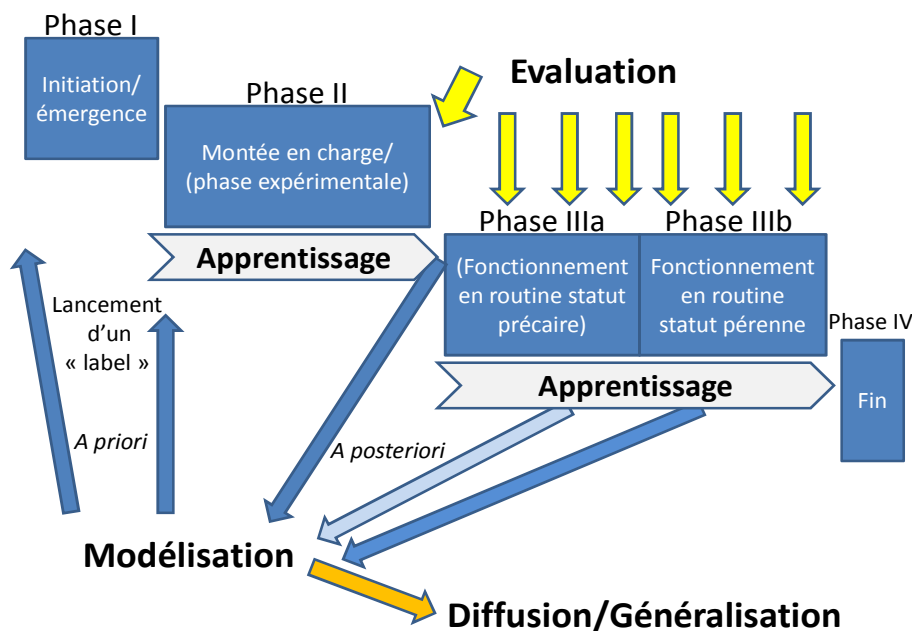 Phase I
Initiation/
émergence
Phase II
Montée en charge/
(phase expérimentale)
Evaluation
Apprentissage
Phase IIIa
(Fonctionnement
en routine statut
précaire)
Phase IIIb
Fonctionnement
en routine
statut pérenne
Phase IV
Fin
Apprentissage
Lancement
d’un
« label »
A priori
A posteriori
Modélisation
Diffusion/Généralisation